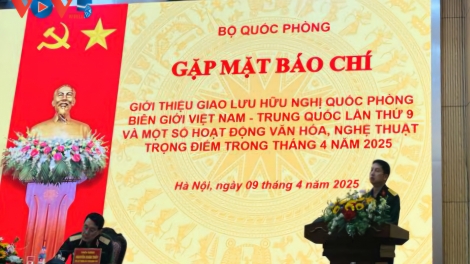 VOV5
BỘ QUỐC PHÒNG
GẶP MẶT BÁO CHÍ
GIỚI THIỆU GIAO LƯU HỮU NGHỊ QUỐC PHÒNG
BIÊN GIỚI VIỆT NAM - TRUNG QUỐC LẦN THỨ 9
VÀ MỘT SỐ HOẠT ĐỘNG VĂN HÓA, NGHỆ THUẬT
TRỌNG ĐIỂM TRONG THÁNG 4 NĂM 2025
Hà Nội, ngày 09 tháng 4 năm 2025